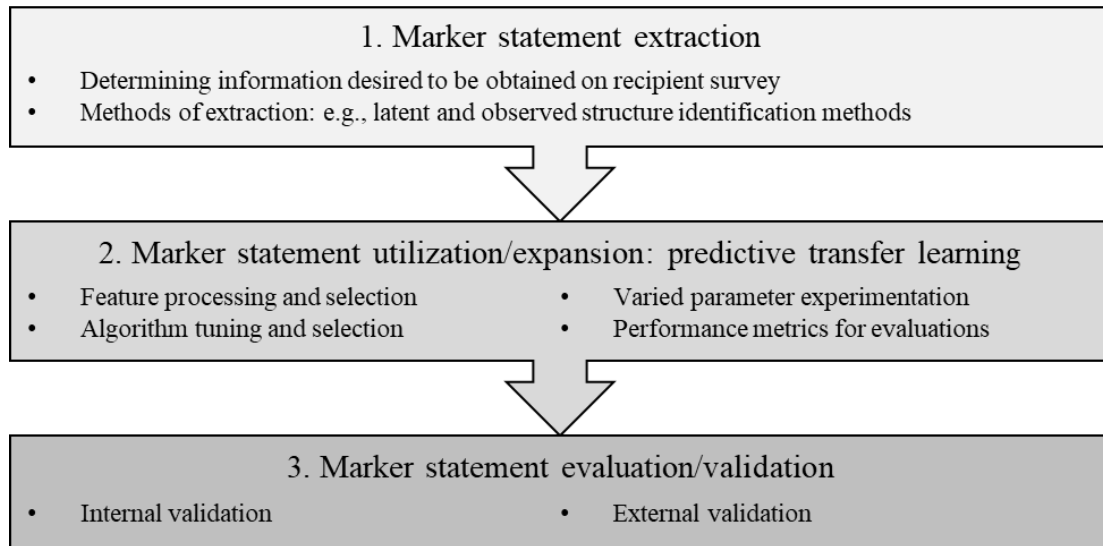 1. Marker statement extraction
• Determining information desired to be obtained on recipient survey
• Methods of extraction: e.g., latent and observed structure identification methods
2. Marker statement utilization/expansion: predictive transfer learning
• Feature processing and selection
• Algorithm tuning and selection
• Varied parameter experimentation
• Performance metrics for evaluations
3. Marker statement evaluation/validation
• Internal validation
• External validation